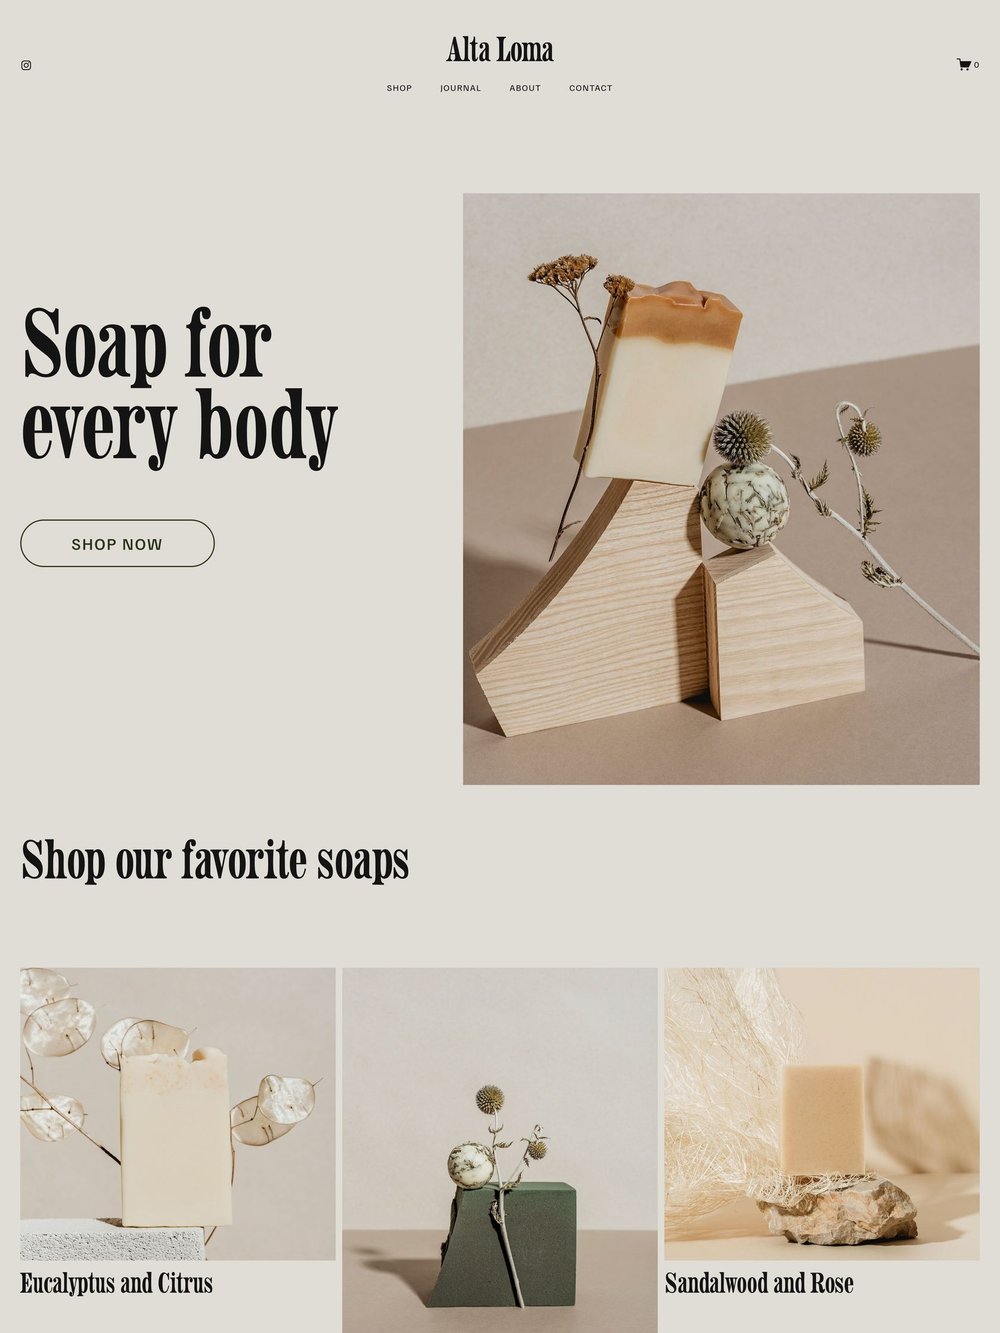 Alta Loma
0
SHOP JOURNAL ABOUT CONTACT
Soap for
every body
SHOP NOW
Shop our favorite soaps
Eucalyptus and Citrus
Sandalwood and Rose